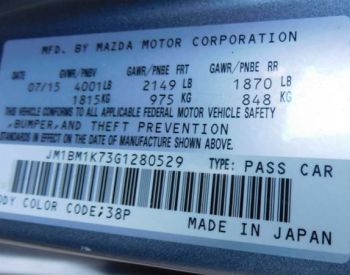 MFG. BY MAZDA MOTOR CORPORATION
GVWR/PNBV GAWR/PNBE FRT GAWR/PNBE RR
07/15 4001LB 2149 LB 1870 LB
1815KG 975 KG 848 KG
THIS VEHICLE CONFORMS TO ALL APPLICABLE
FEDERAL MOTOR VEHICLE SAFETY
,BUMPER,AND THEFT PREVENTION
STANDARDS IN EFFECT ON THE DATE OF
MANUFACTURE SHOWN ABOVE.
JM1BM1K73G1280529 TYPE: PASS CAR
ODY COLOR CODE;38P
MADE IN JAPAN